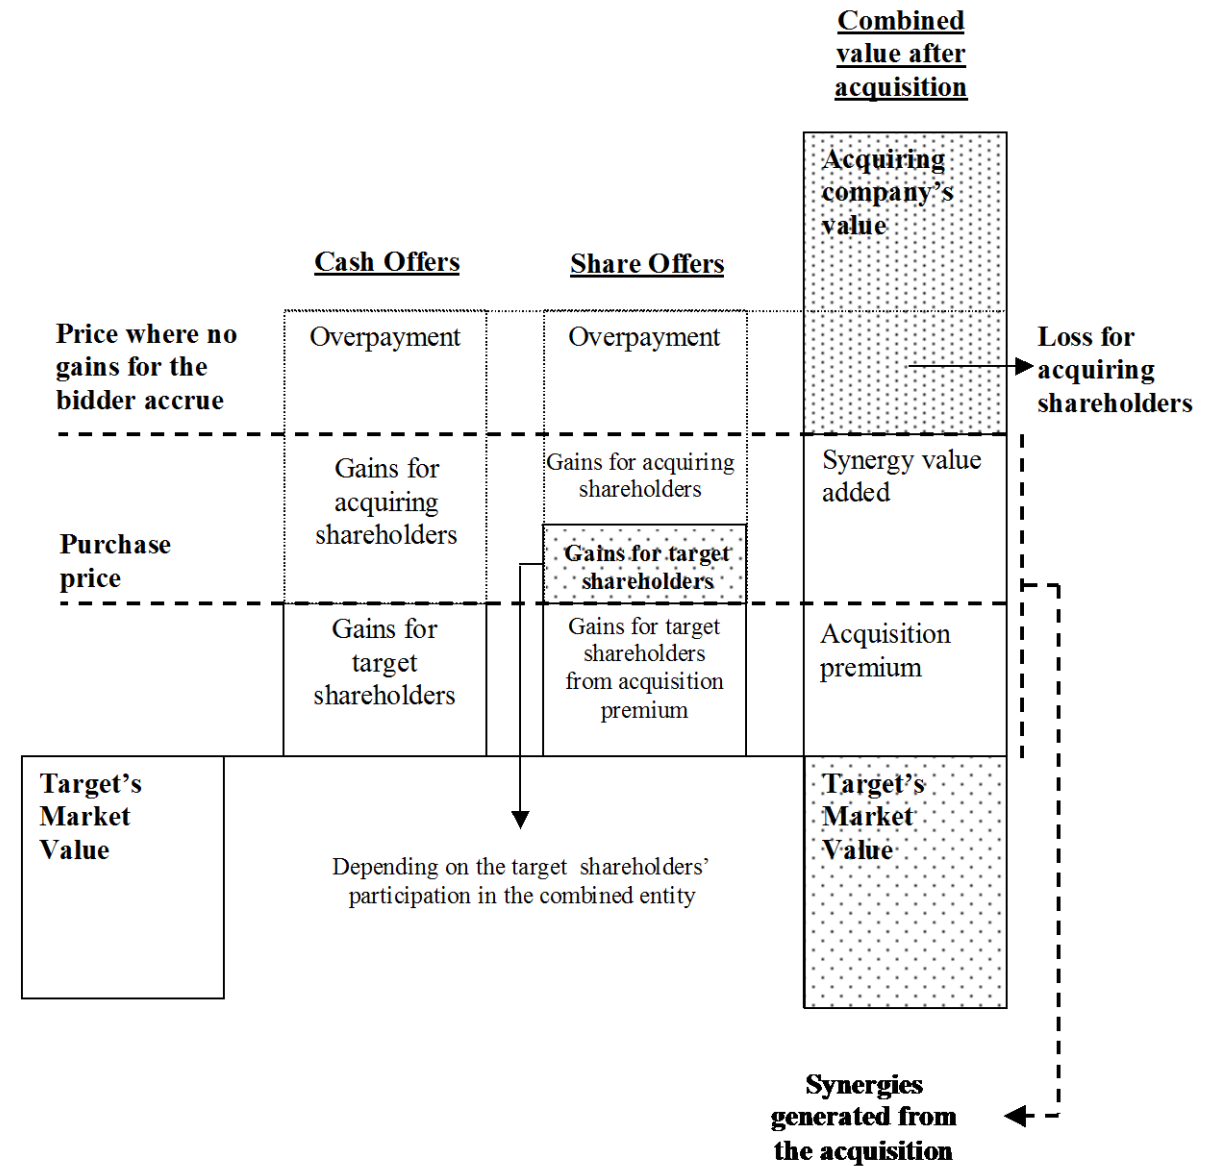 Combined
value after
acquisition
Acquiring
company's
value
Cash Offers
Share Offers
Price where no
gains for the
bidder accrue
Overpayment
Overpayment
Loss for
acquiring
shareholders
Gains for
acquiring
shareholders
Gains for acquiring
shareholders
Synergy value
added
Purchase
price
Gains for target
shareholders
Gains for
target
shareholders
Gains for target
shareholders
from acquisition
premium
Acquisition
premium
Target's
Market
Value
Target's
Market
Value
Depending on the target shareholders'
participation in the combined entity
Synergies
generated from
the acquisition